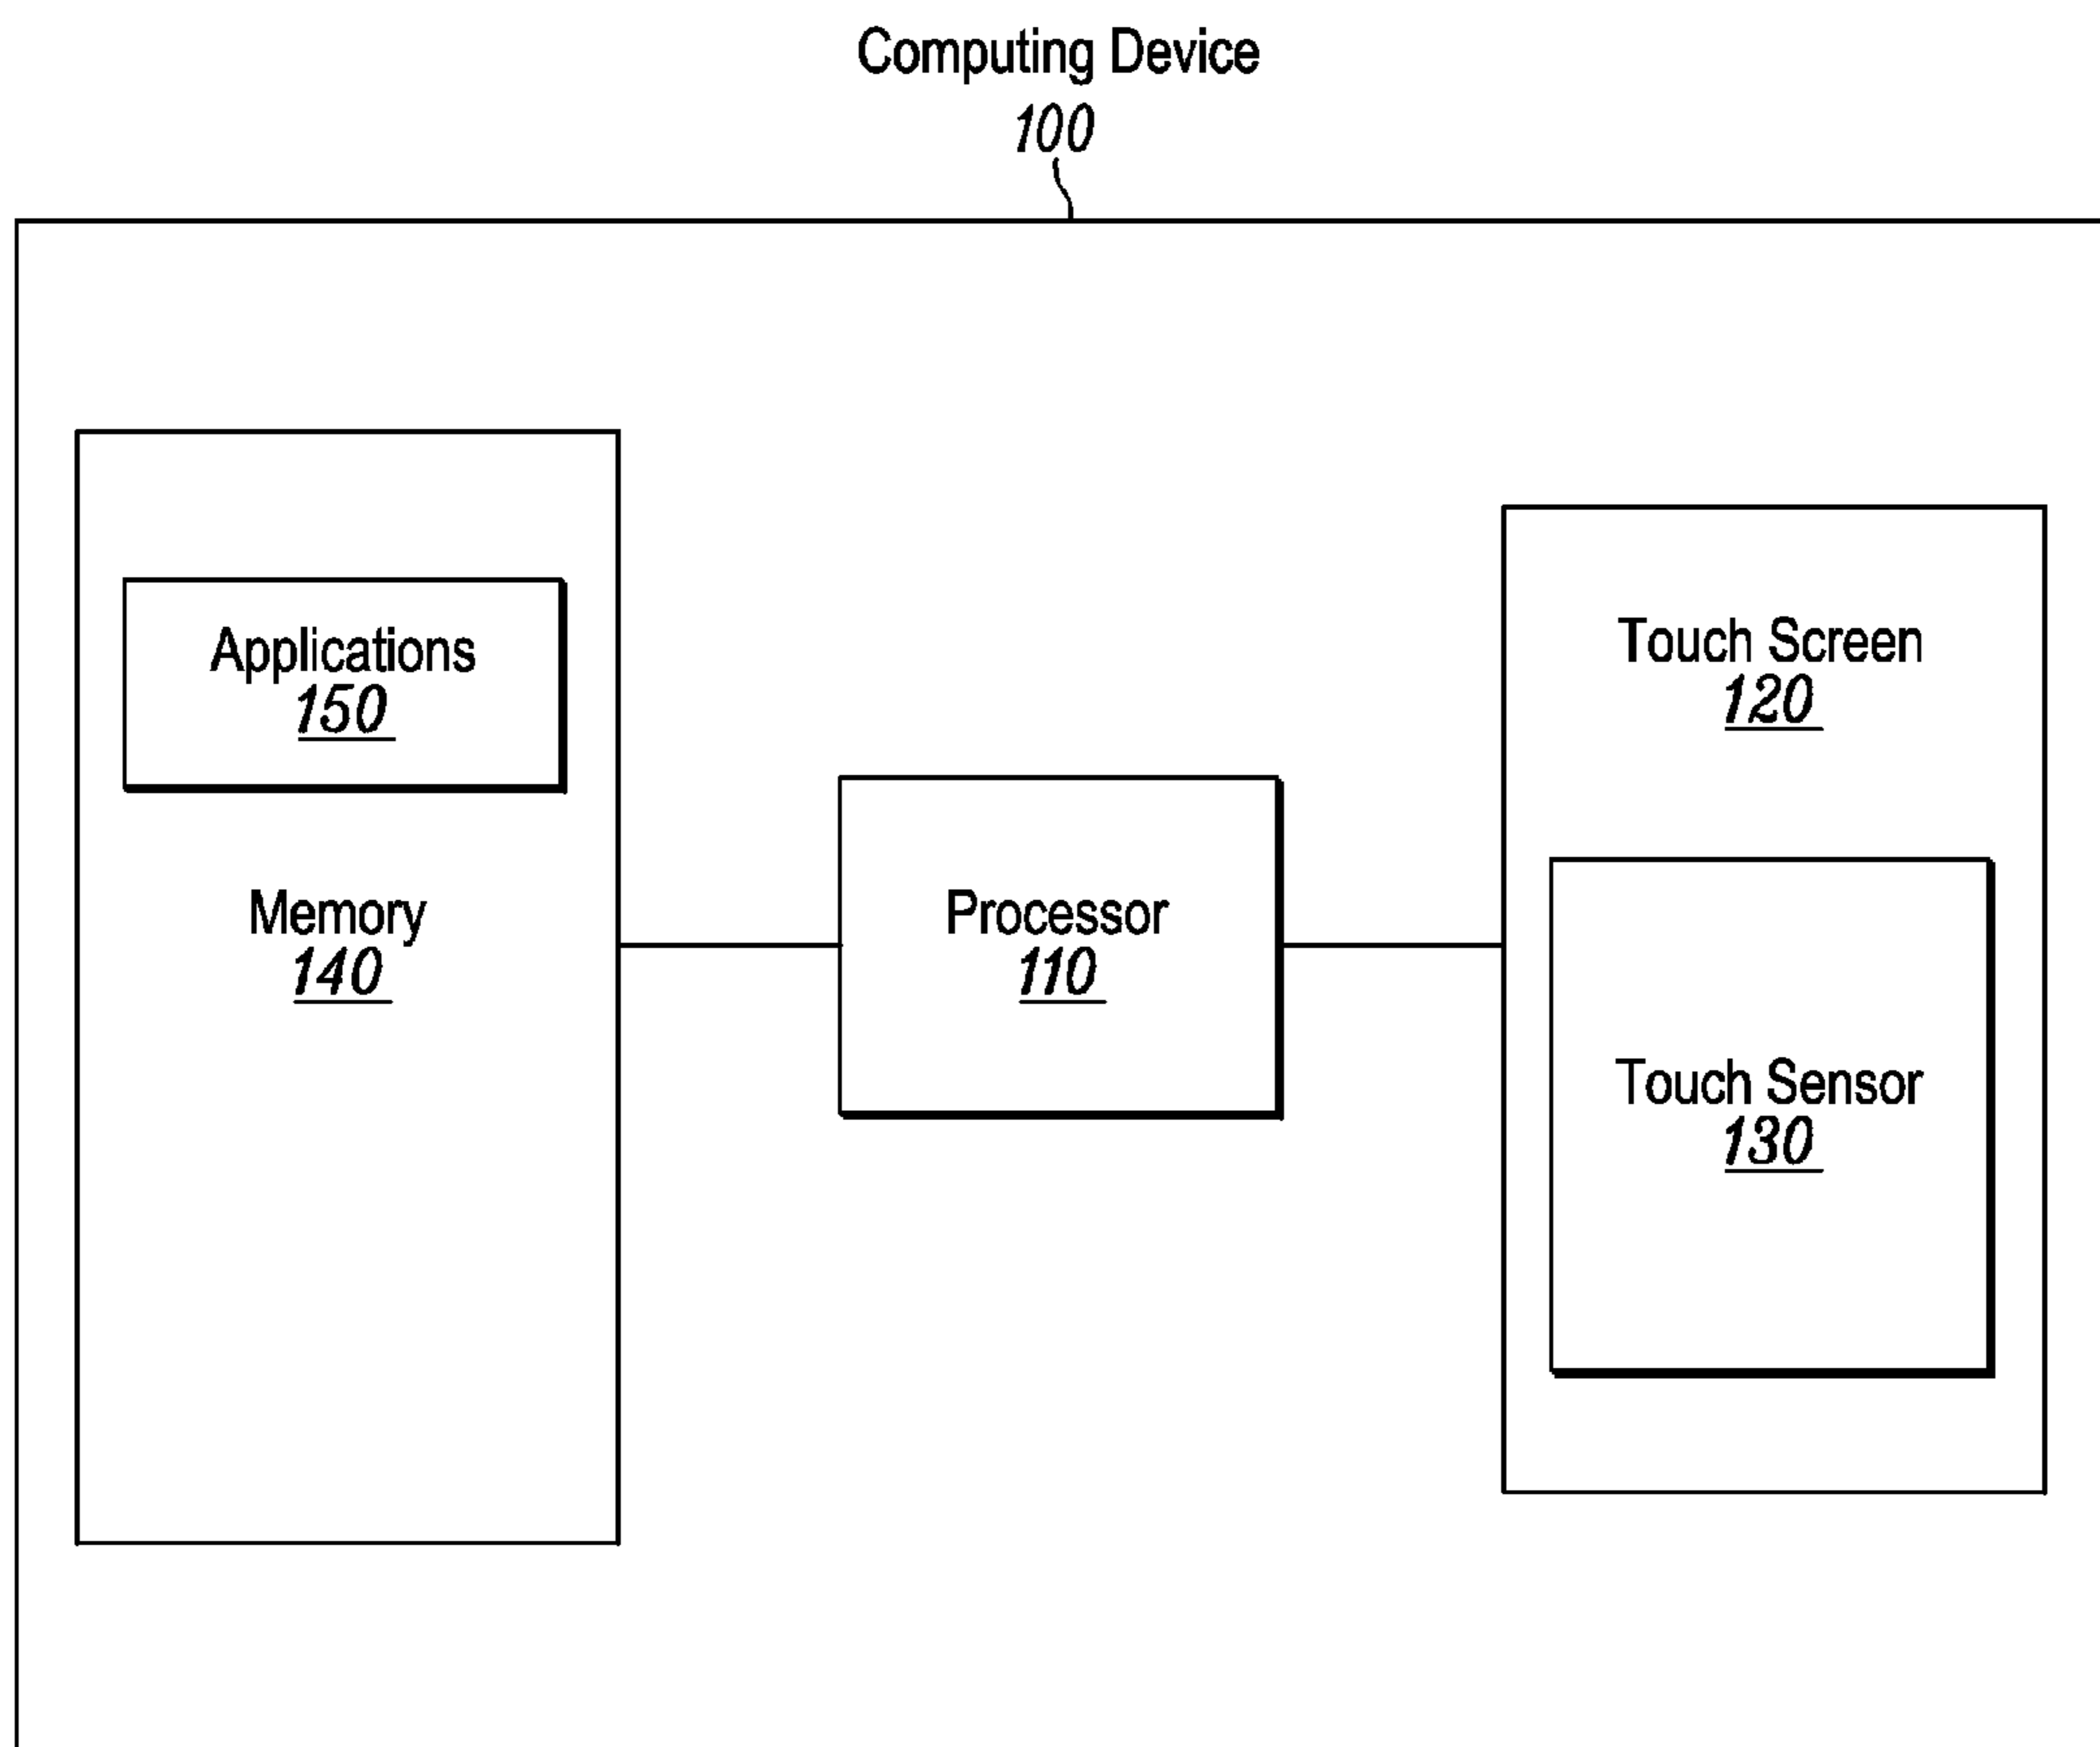 Computing Device
100
Applications
150
Memory
140
Processor
110
Touch Screen
120
Touch Sensor
130